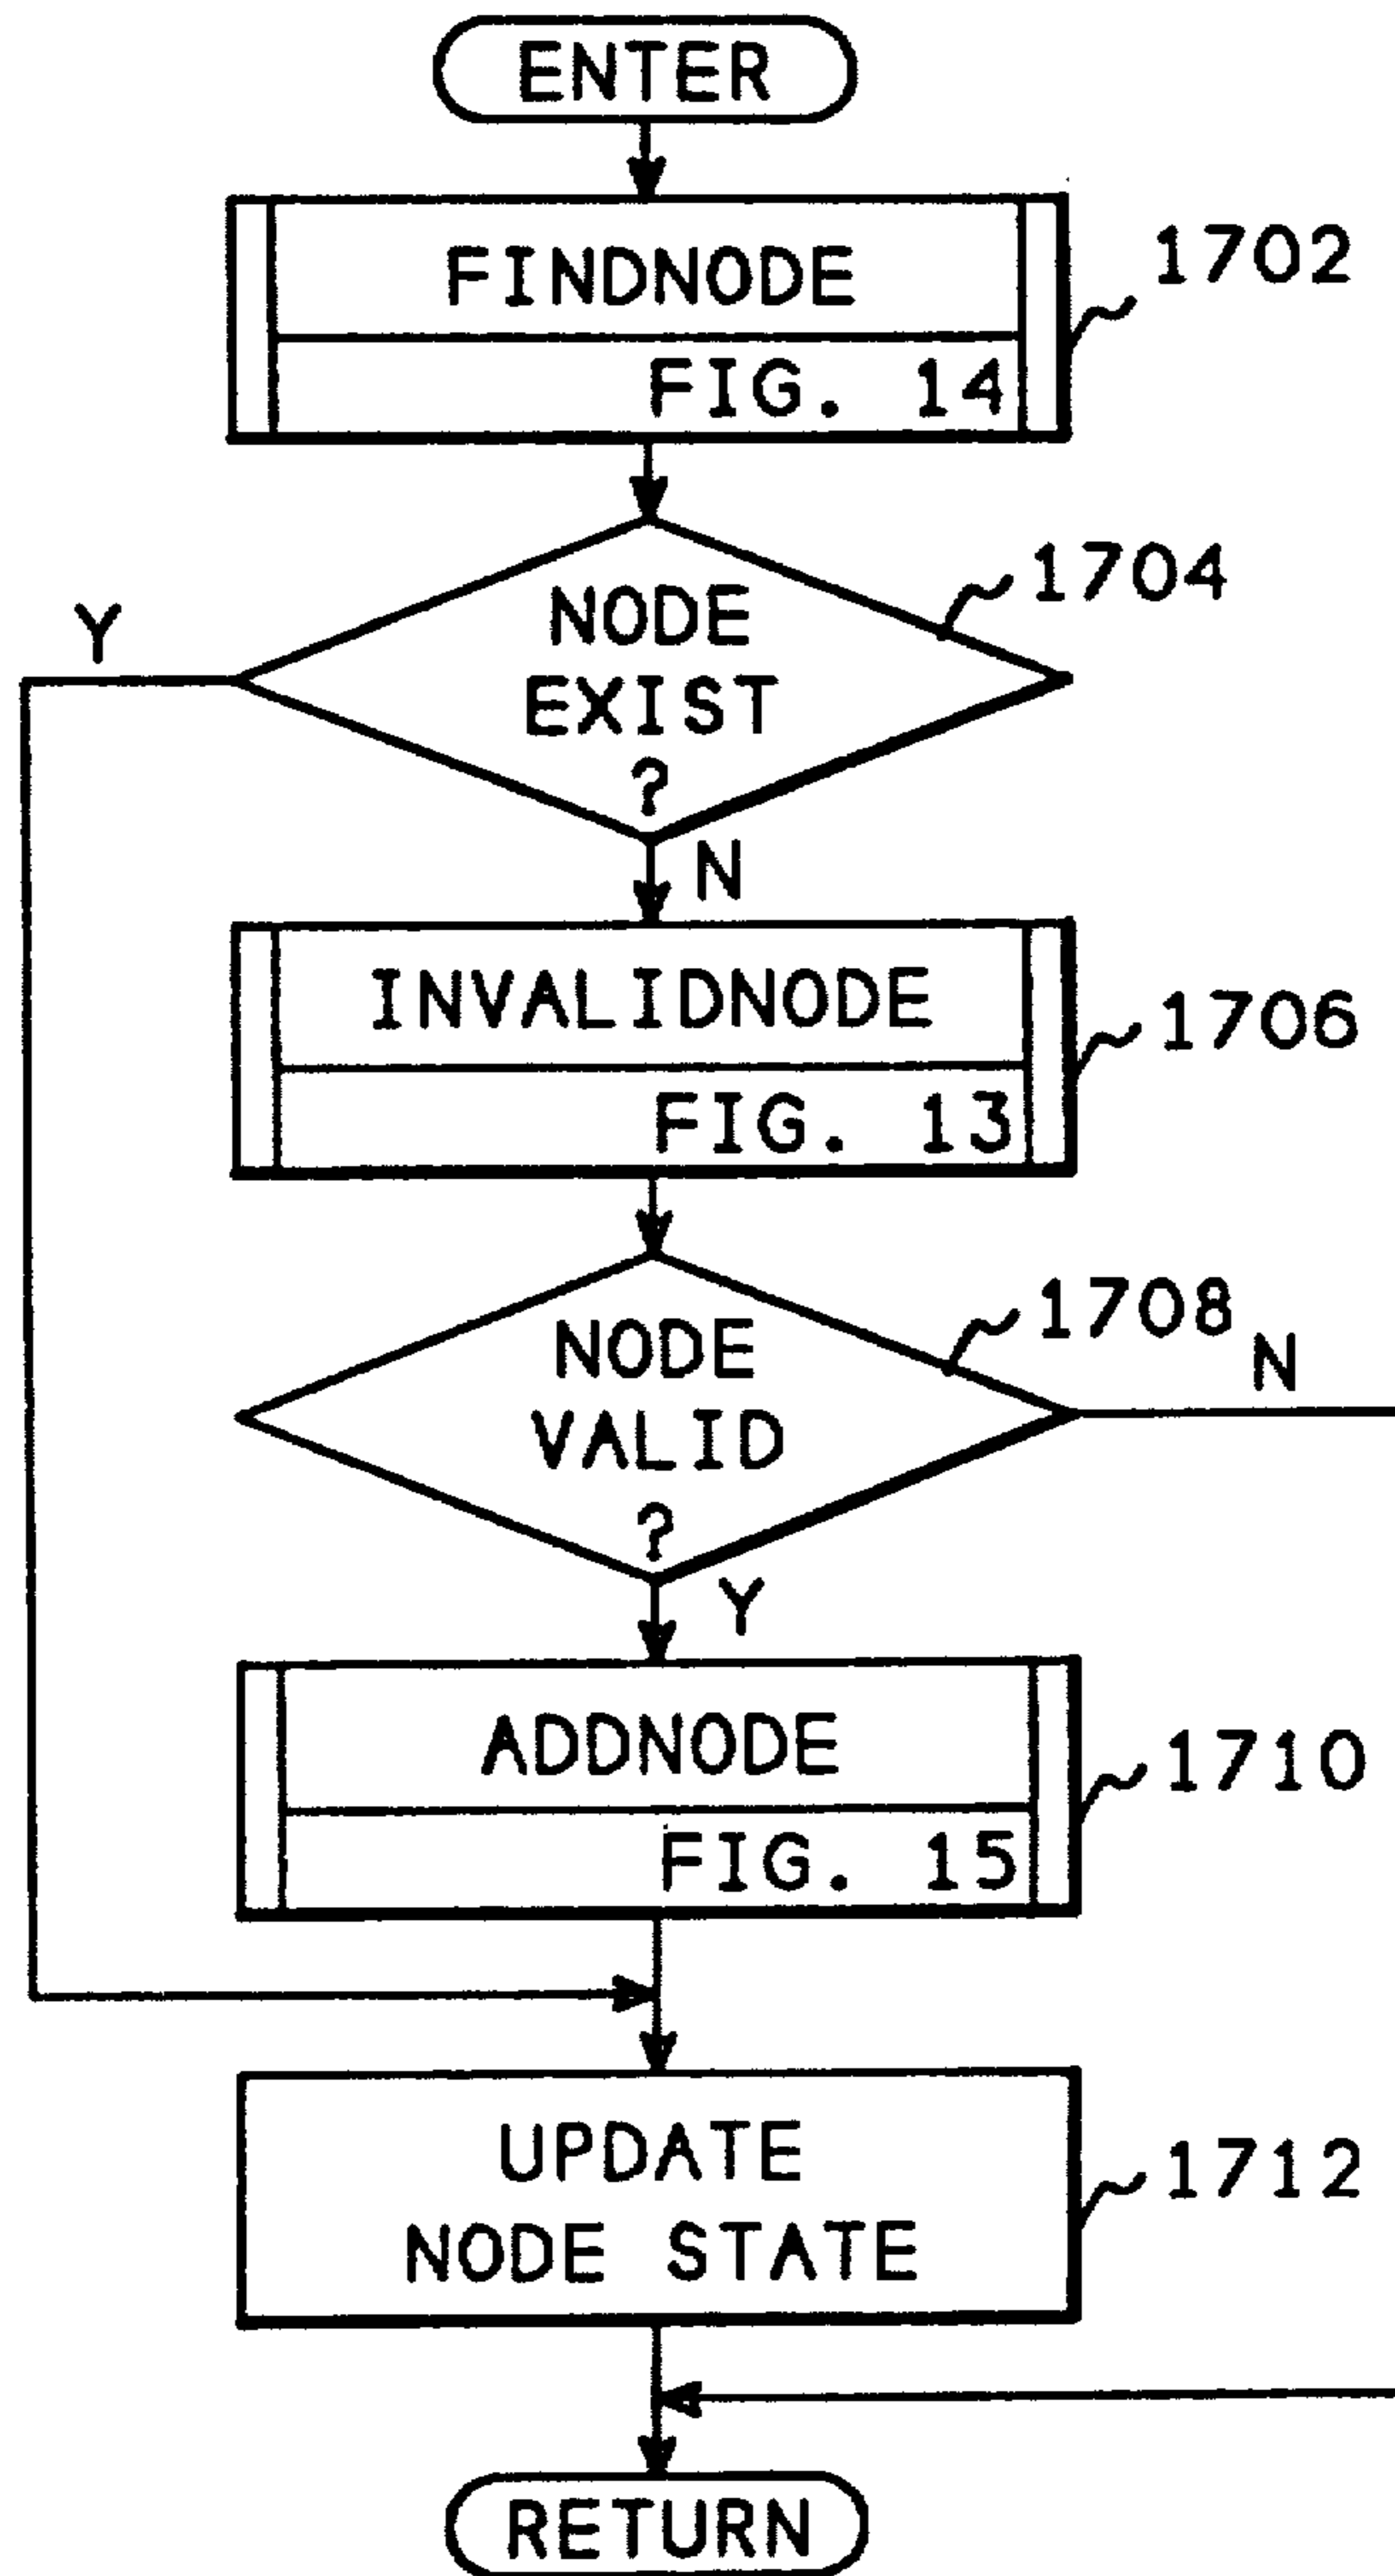 ENTER
FINDNODE
1702
FIG. 14
1704
NODE
Y
EXIST
?
N
INVALIDNODE
1706
FIG. 13
1708
NODE
N
VALID
?
Y
ADDNODE
1710
FIG. 15
UPDATE
1712
NODE STATE
RETURN